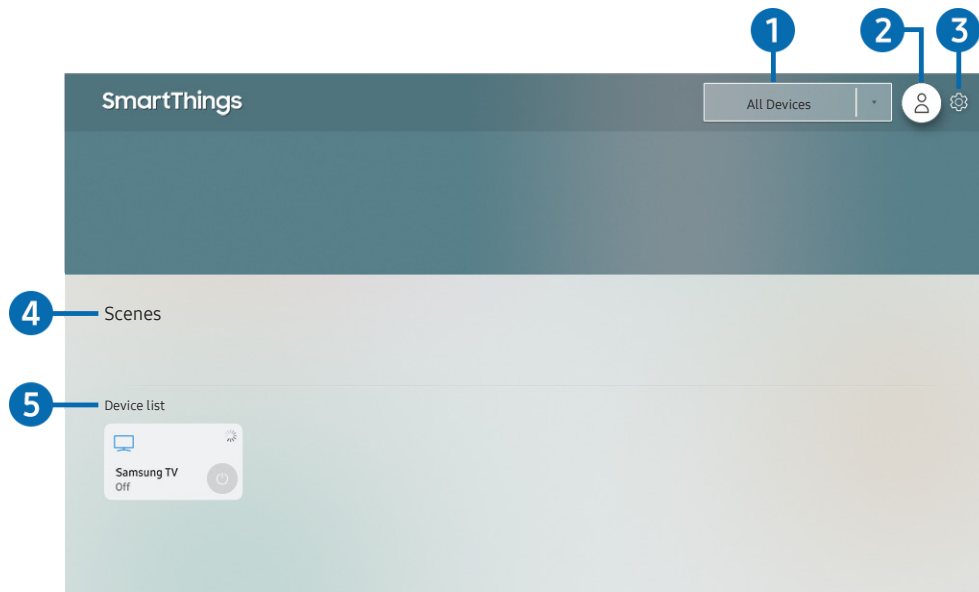 1 2 3
SmartThings
All Devices
4 Scenes
5 Device list
Samsung TV
Off